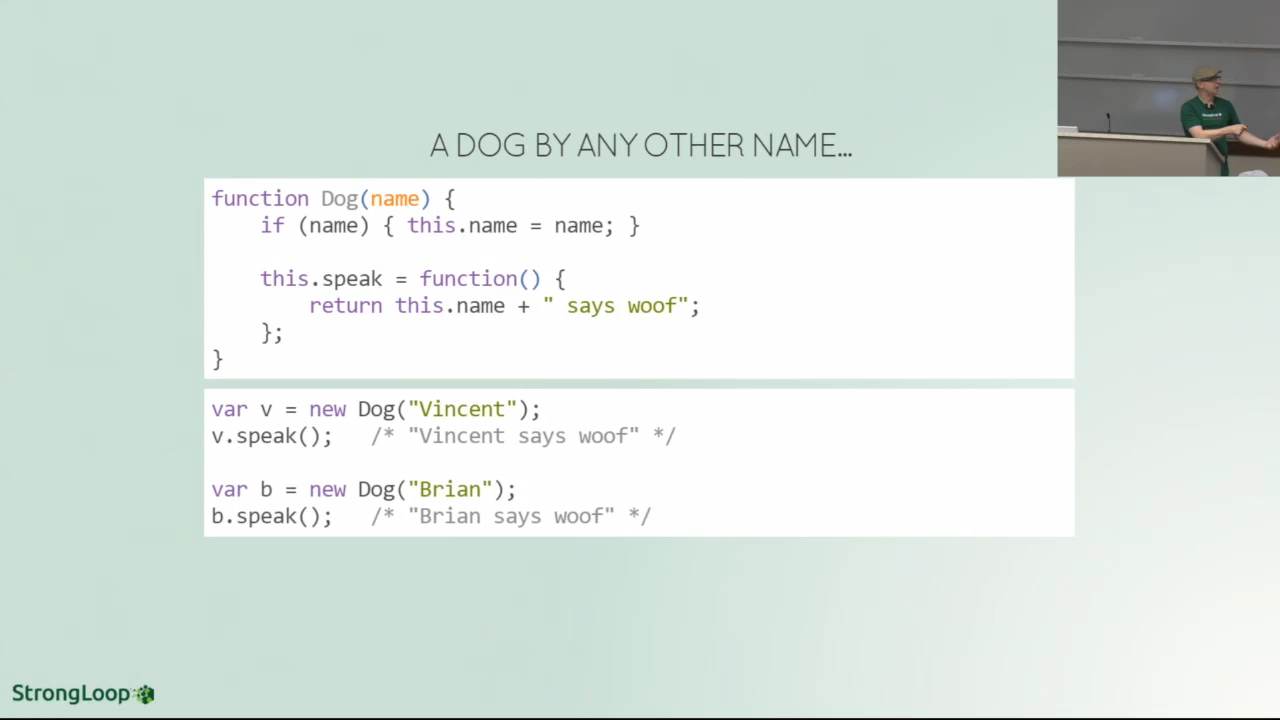 A DOG BY ANY OTHER NAME...
function Dog(name) {
    if (name) { this.name = name; }
    this.speak = function() {
        return this.name + " says woof";
    };
}
var v = new Dog("Vincent");
v.speak();   /* "Vincent says woof" */
var b = new Dog("Brian");
b.speak();   /* "Brian says woof" */
StrongLoop